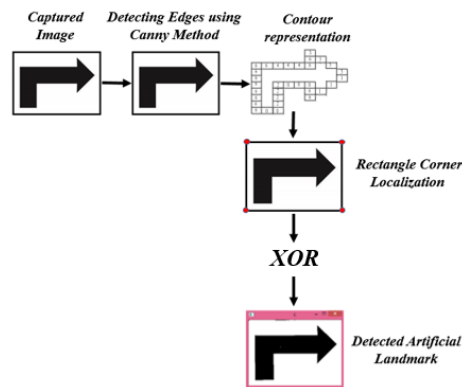 Captured
Image
Detecting Edges using
Canny Method
Contour
representation
Rectangle Corner
Localization
XOR
Detected Artificial
Landmark